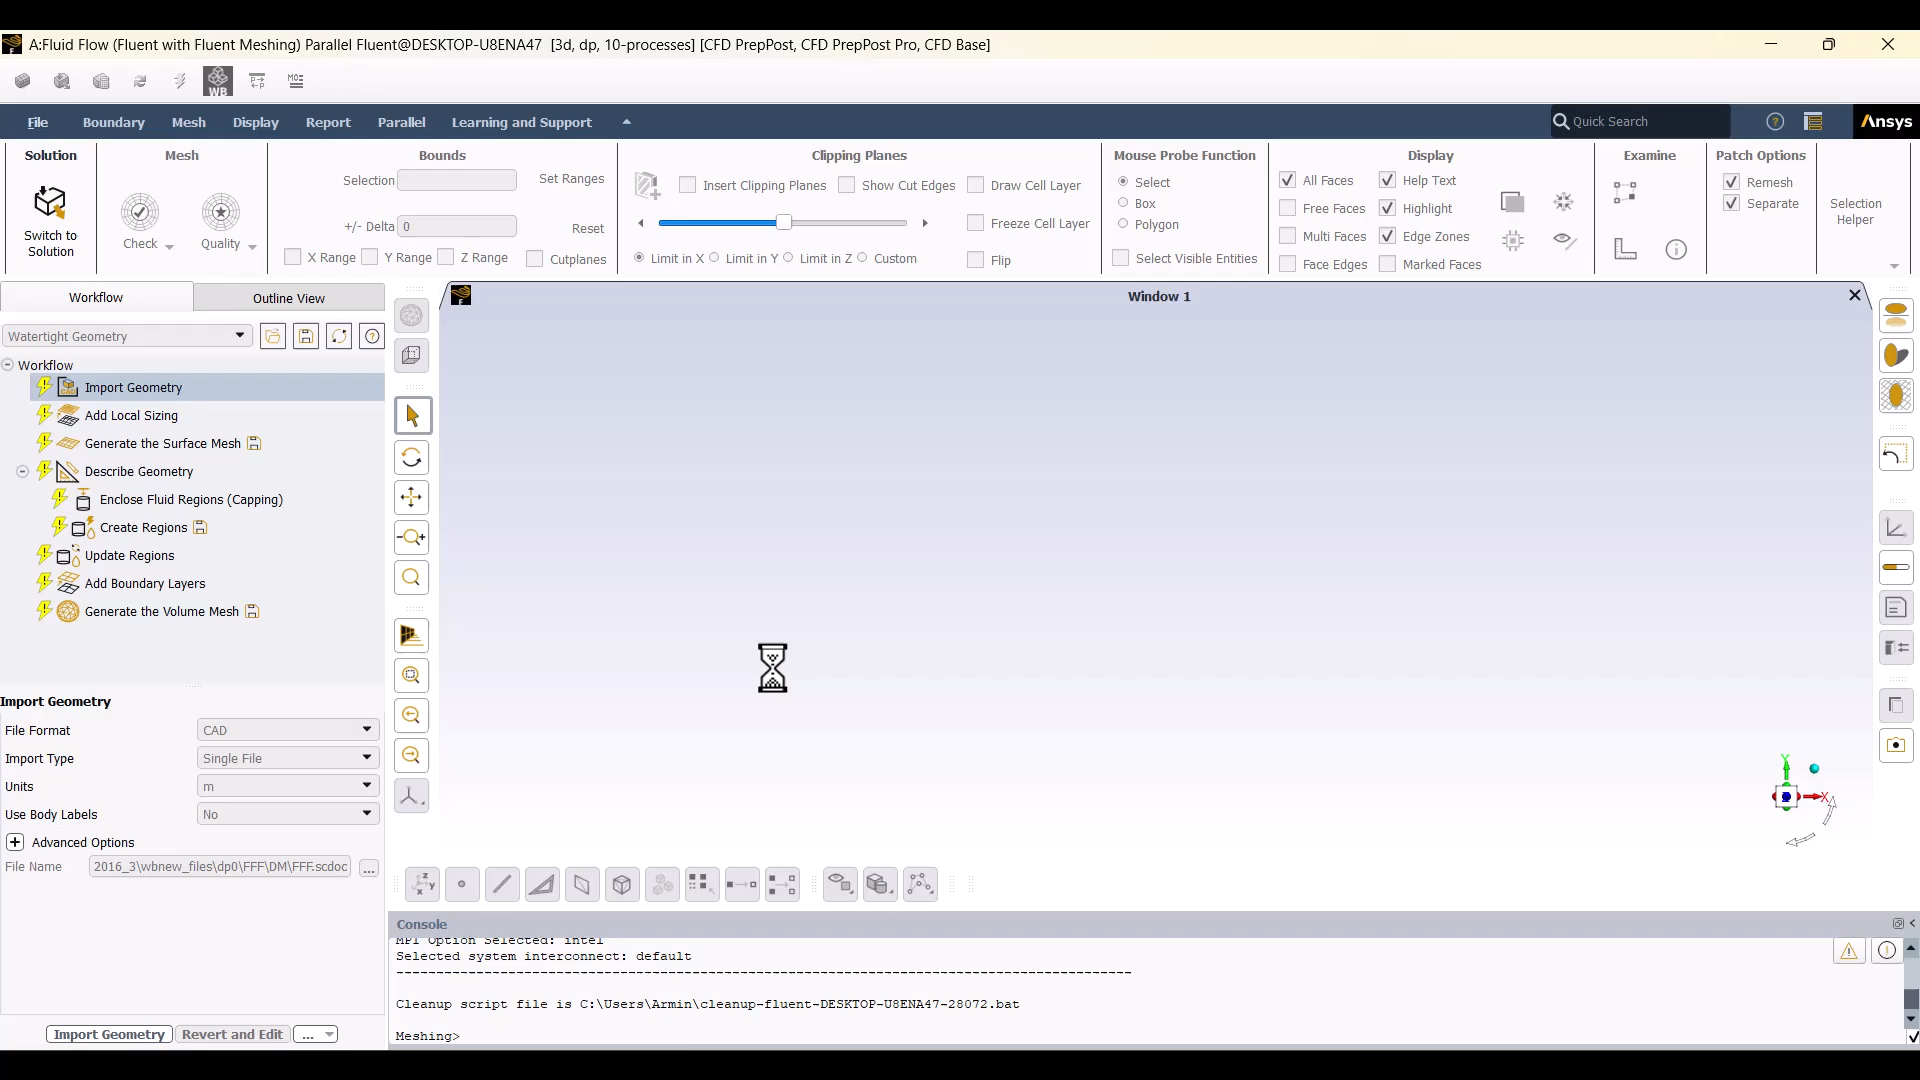 A:Fluid Flow (Fluent with Fluent Meshing) Parallel Fluent@DESKTOP-U8ENA47 [3d, dp, 10-processes] [CFD PrepPost, CFD PrepPost Pro, CFD Base]
WB
File Boundary Mesh Display Report Parallel Learning and Support Quick Search Ansys
Solution
Switch to
Solution
Mesh
Check
Quality
Bounds
Selection Set Ranges
+/- Delta 0 Reset
X Range Y Range Z Range Cutplanes
Clipping Planes
Insert Clipping Planes Show Cut Edges Draw Cell Layer
Freeze Cell Layer
Limit in X Limit in Y Limit in Z Custom Flip
Mouse Probe Function
Select
Box
Polygon
Select Visible Entities
Display
All Faces Help Text
Free Faces Highlight
Multi Faces Edge Zones
Face Edges Marked Faces
Examine
Patch Options
Remesh
Separate
Selection
Helper
Workflow Outline View
Watertight Geometry
Workflow
Import Geometry
Add Local Sizing
Generate the Surface Mesh
Describe Geometry
Enclose Fluid Regions (Capping)
Create Regions
Update Regions
Add Boundary Layers
Generate the Volume Mesh
Import Geometry
File Format CAD
Import Type Single File
Units m
Use Body Labels No
Advanced Options
File Name 2016_3\wbnew_files\dp0\FFF\DM\FFF.scdoc ...
Import Geometry Revert and Edit ...
Window 1
Y
X
Console
MPI Option Selected: intel
Selected system interconnect: default
--------------------------------------------------------------------------------------------
Cleanup script file is C:\Users\Armin\cleanup-fluent-DESKTOP-U8ENA47-28072.bat
Meshing>